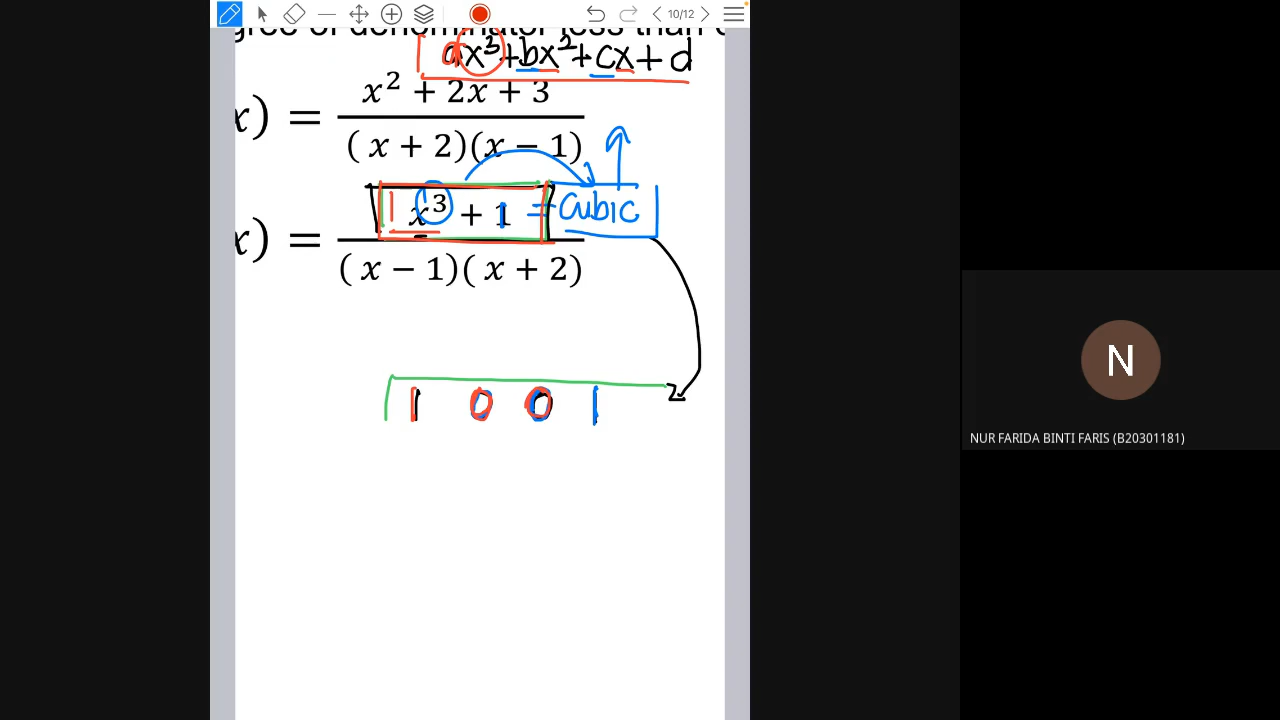 10/12
gree of denominator less than
ax³+bx²+cx+d
x) = x² + 2x + 3 / ( x + 2)(x − 1)
x) = 1 x³ + 1 / ( x − 1)( x + 2) = Cubic
1 0 0 1
N
NUR FARIDA BINTI FARIS (B20301181)